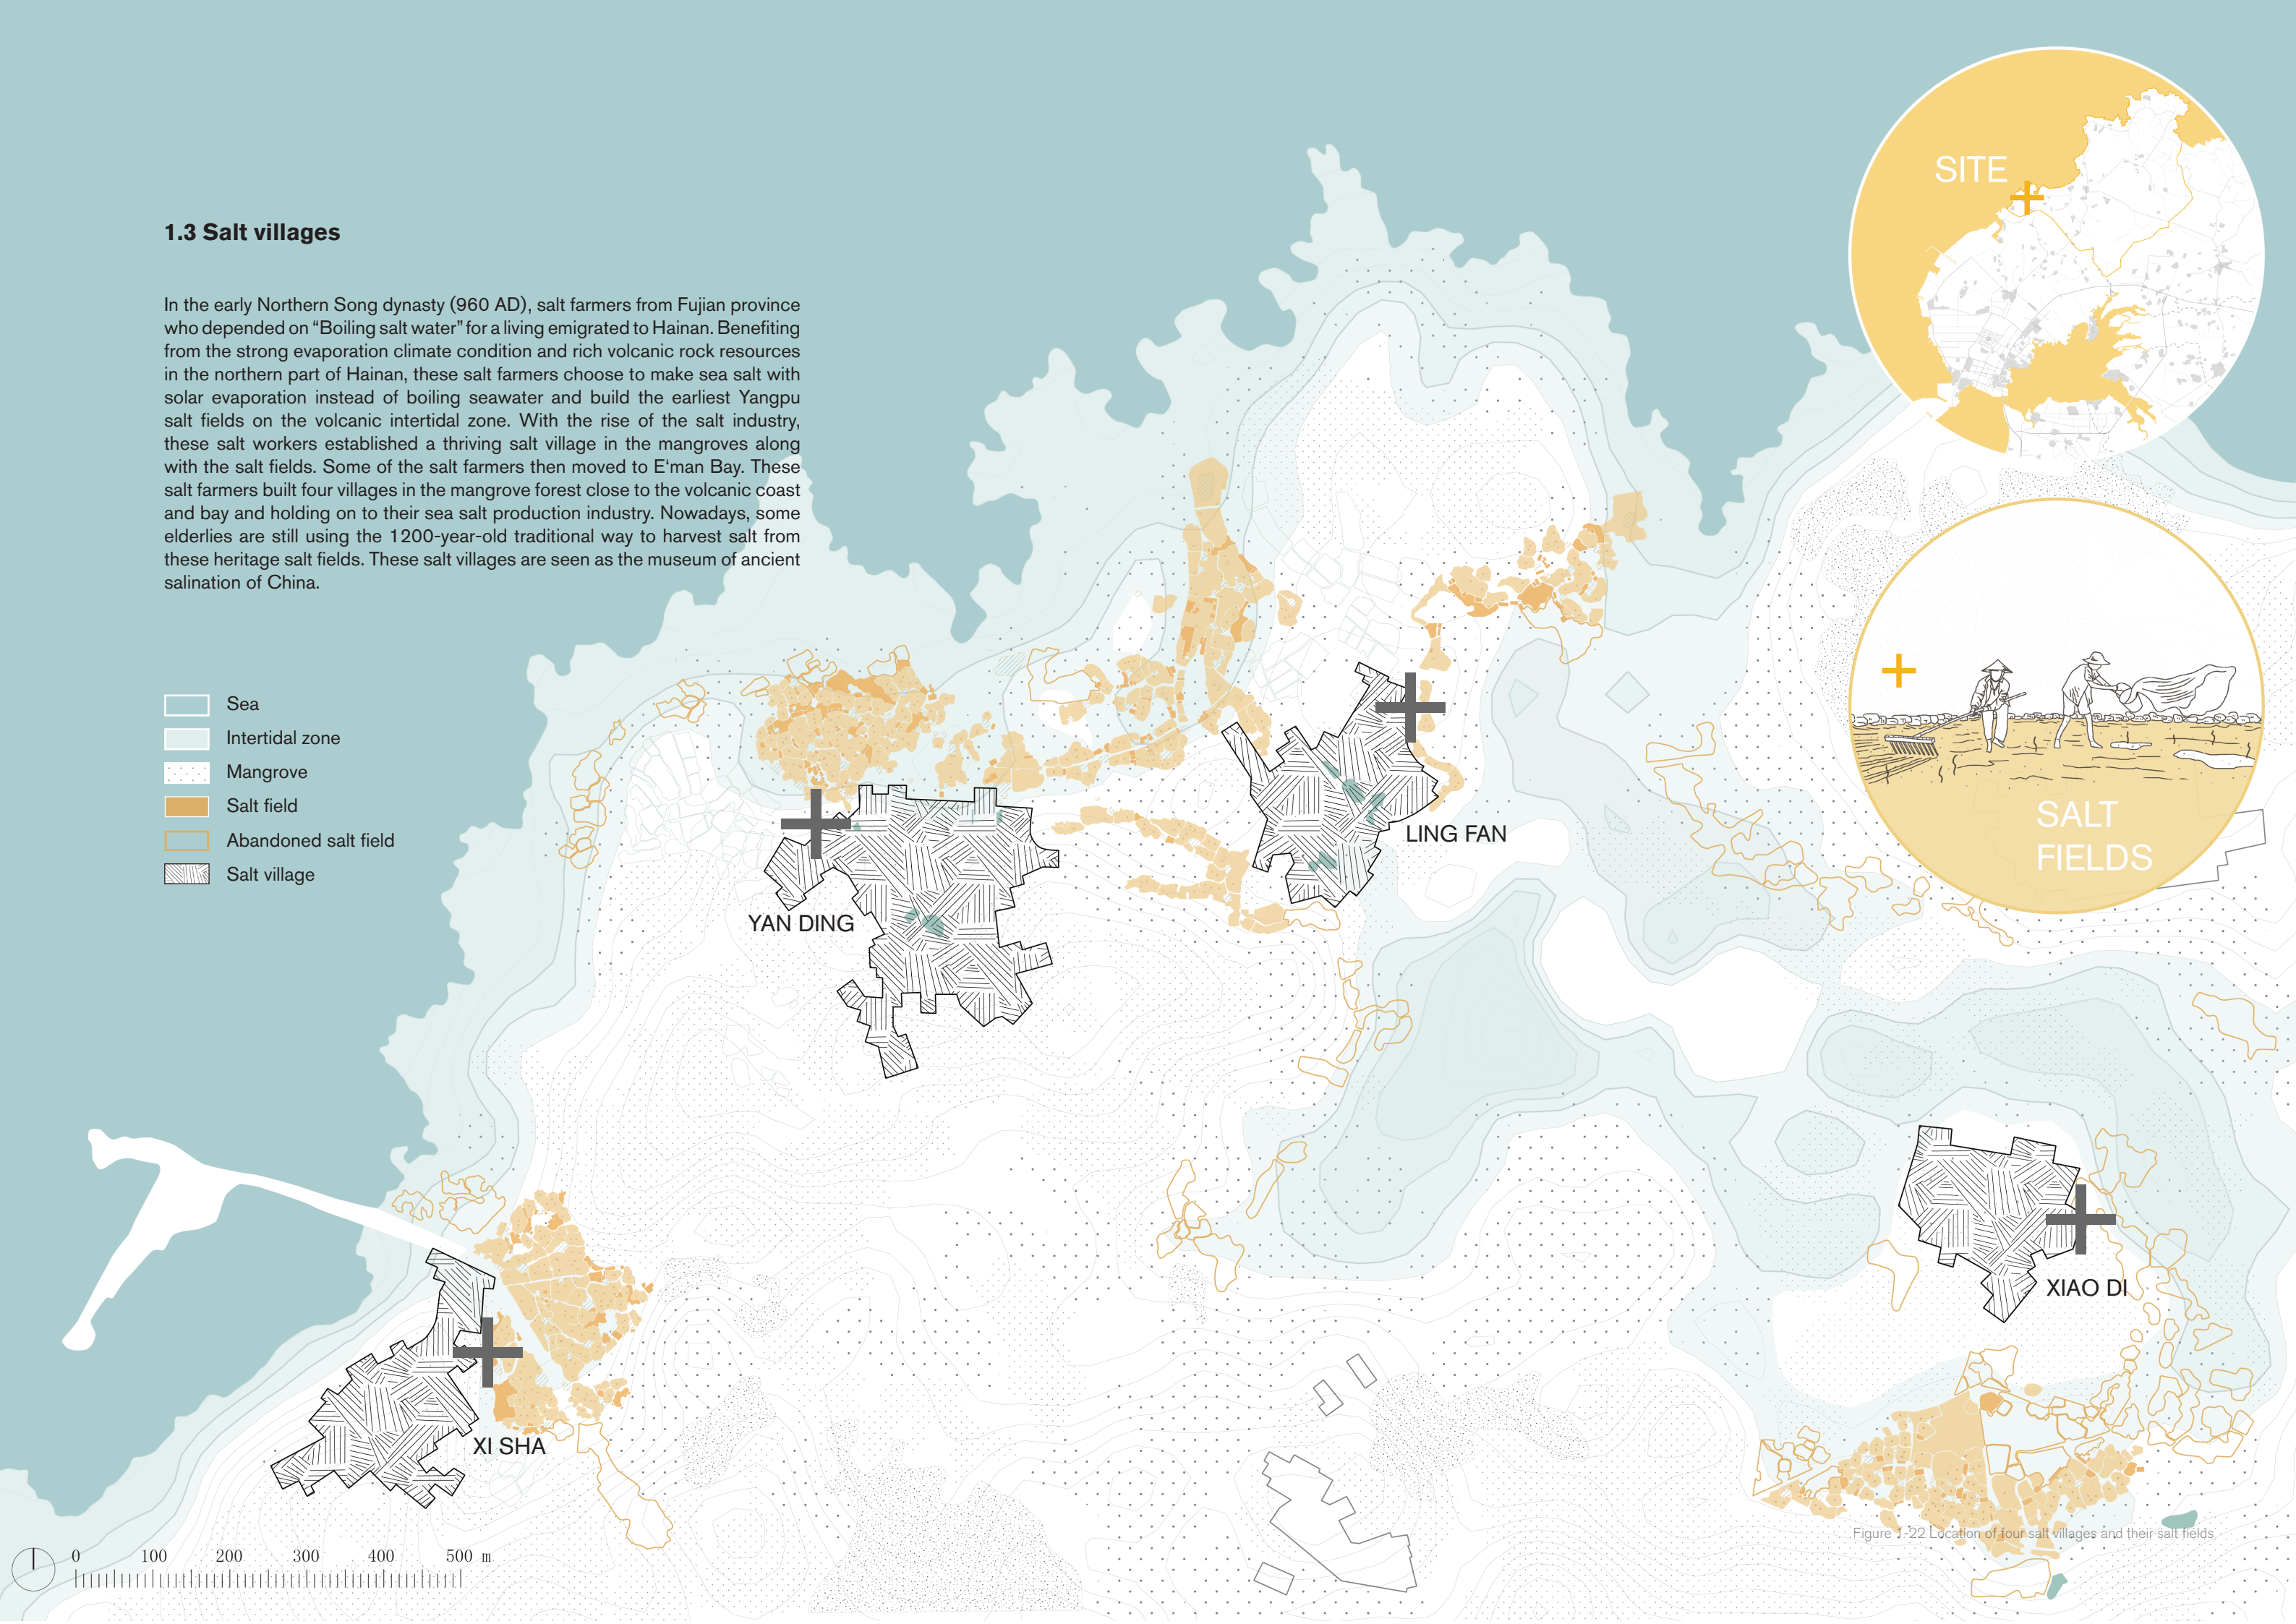 1.3 Salt villages
In the early Northern Song dynasty (960 AD), salt farmers from Fujian province
who depended on “Boiling salt water” for a living emigrated to Hainan. Benefiting
from the strong evaporation climate condition and rich volcanic rock resources
in the northern part of Hainan, these salt farmers choose to make sea salt with
solar evaporation instead of boiling seawater and build the earliest Yangpu
salt fields on the volcanic intertidal zone. With the rise of the salt industry,
these salt workers established a thriving salt village in the mangroves along
with the salt fields. Some of the salt farmers then moved to E‘man Bay. These
salt farmers built four villages in the mangrove forest close to the volcanic coast
and bay and holding on to their sea salt production industry. Nowadays, some
elderlies are still using the 1200-year-old traditional way to harvest salt from
these heritage salt fields. These salt villages are seen as the museum of ancient
salination of China.
Sea
Intertidal zone
Mangrove
Salt field
Abandoned salt field
Salt village
SITE
SALT
FIELDS
LING FAN
YAN DING
XIAO DI
XI SHA
Figure 1-22 Location of four salt villages and their salt fields
0 100 200 300 400 500 m